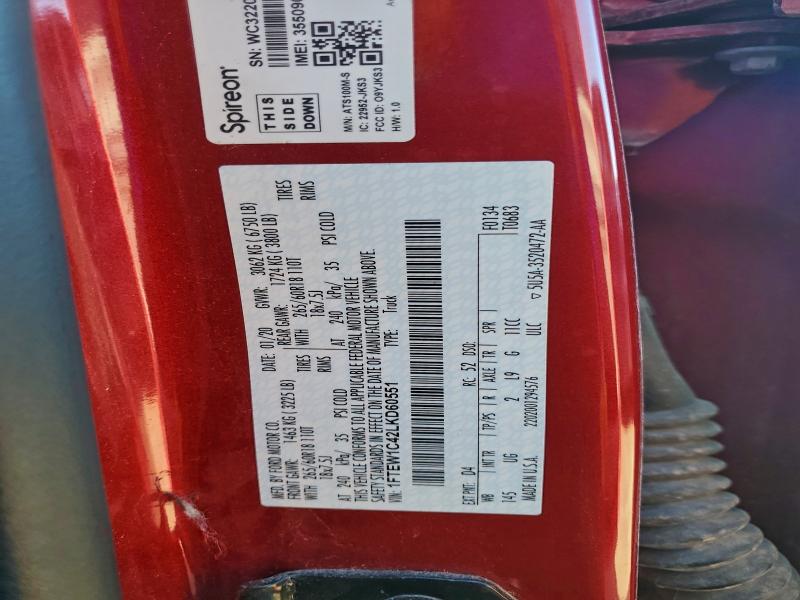 Spireon
THIS
SIDE
DOWN
SN: WC3220
IMEI: 355090
M/N: ATS100M-S
IC: 22952-JKS3
FCC ID: O9YJKS3
H/W: 1.0
MFD. BY FORD MOTOR CO.
DATE: 01/20 GVWR: 3062 KG ( 6750 LB)
FRONT GAWR: 1463 KG ( 3225 LB) REAR GAWR: 1724 KG ( 3800 LB)
WITH 265/60R18 110T TIRES WITH 265/60R18 110T TIRES
18x7.5J RIMS 18x7.5J RIMS
AT 240 kPa/ 35 PSI COLD AT 240 kPa/ 35 PSI COLD
THIS VEHICLE CONFORMS TO ALL APPLICABLE FEDERAL MOTOR VEHICLE
SAFETY STANDARDS IN EFFECT ON THE DATE OF MANUFACTURE SHOWN ABOVE.
VIN: 1FTEW1C42LKD60551 TYPE: Truck
F0134
T0683
EXT PNT: D4 RC: 52 DSO:
WB INT TR TP/PS R AXLE TR SPR
145 UG 2 L9 G 11CC
MADE IN U.S.A. 2202001294576 ULC ▽ 5U5A-3520472-AA